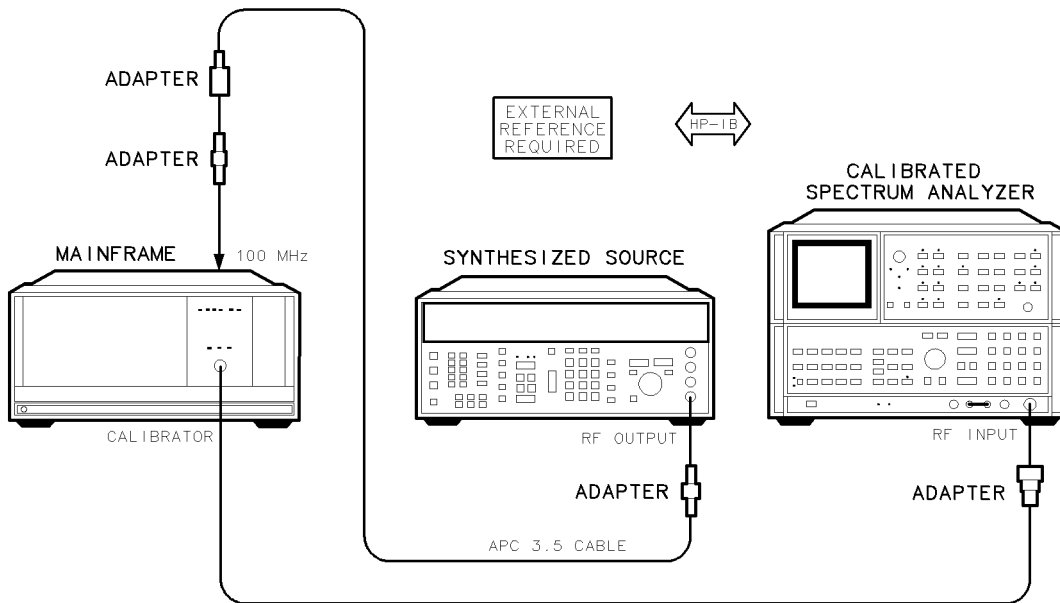 ADAPTER
ADAPTER
EXTERNAL
REFERENCE
REQUIRED
HP-IB
CALIBRATED
SPECTRUM ANALYZER
MAINFRAME
100 MHz
SYNTHESIZED SOURCE
CALIBRATOR
RF OUTPUT
RF INPUT
ADAPTER
ADAPTER
APC 3.5 CABLE